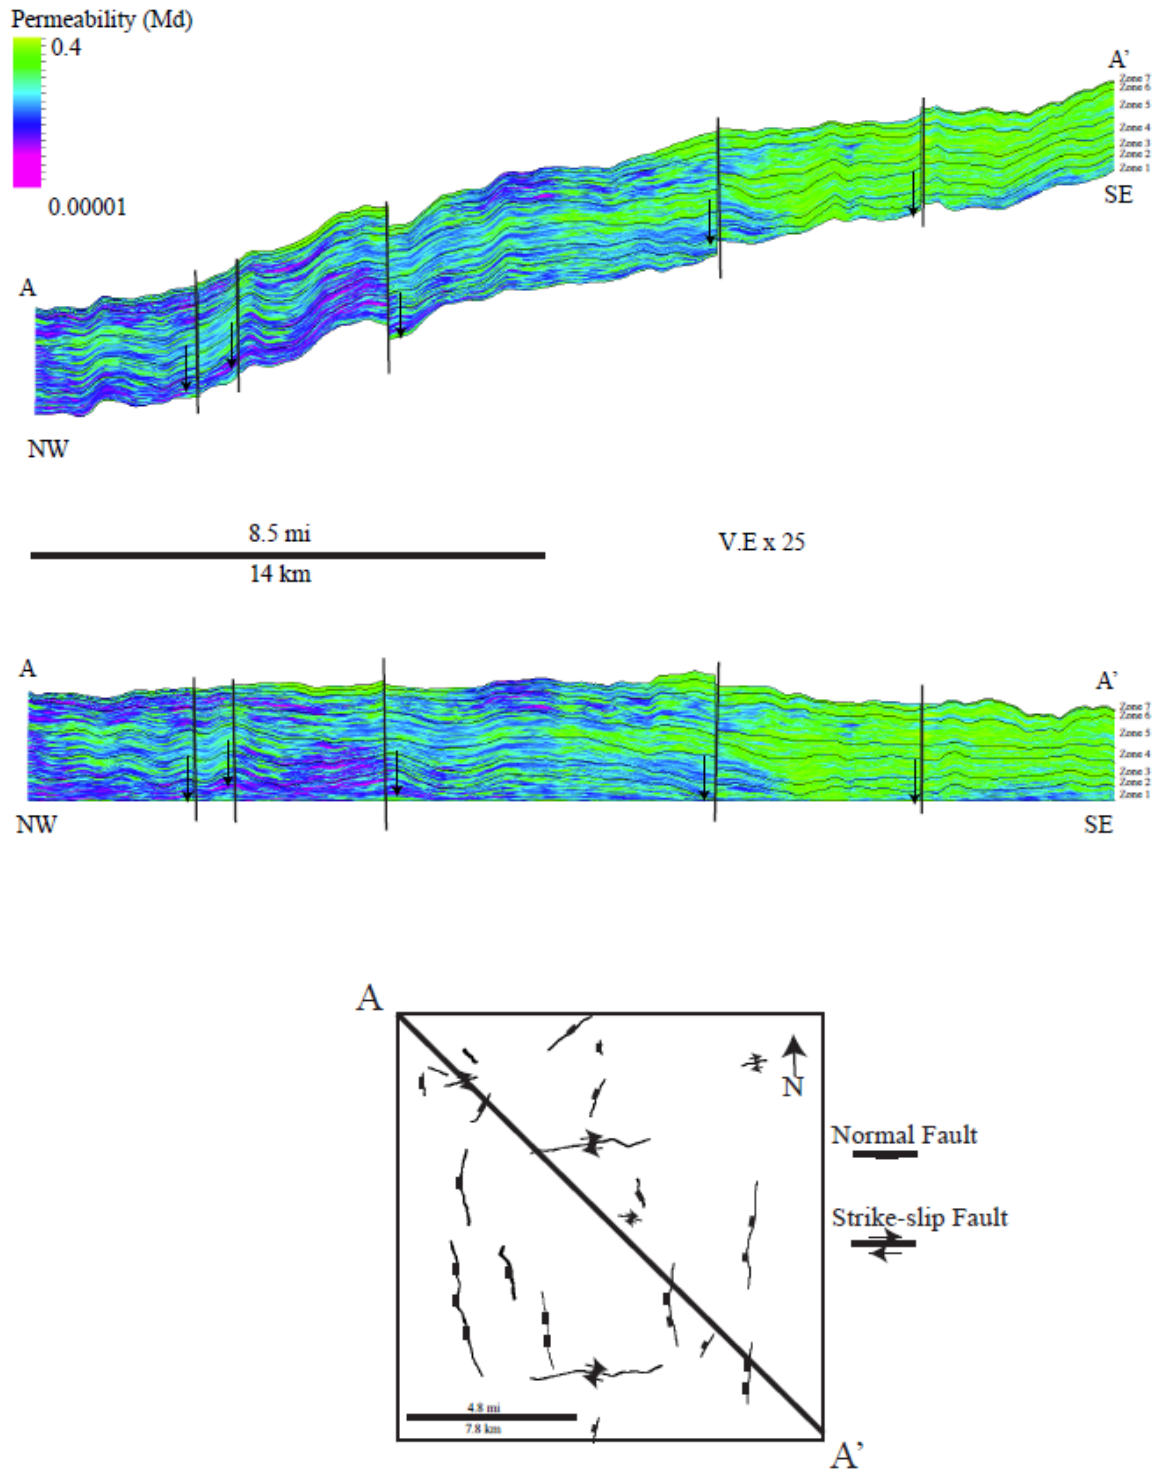 Permeability (Md)
0.4
0.00001
A'
Zone 7
Zone 6
Zone 5
Zone 4
Zone 3
Zone 2
Zone 1
SE
A
NW
8.5 mi
14 km
V.E x 25
A
A'
Zone 7
Zone 6
Zone 5
Zone 4
Zone 3
Zone 2
Zone 1
NW
SE
A
N
Normal Fault
Strike-slip Fault
4.8 mi
7.8 km
A'